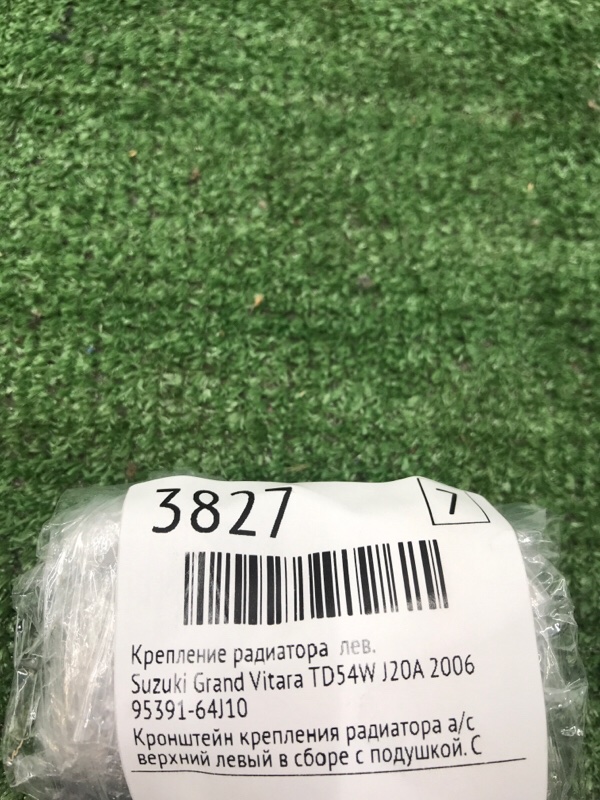 3827
7
Крепление радиатора лев.
Suzuki Grand Vitara TD54W J20A 2006
95391-64J10
Кронштейн крепления радиатора a/c
верхний левый в сборе с подушкой. С